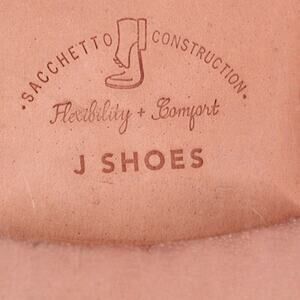 · SACCHETTO CONSTRUCTION ·
Flexibility + Comfort
J SHOES